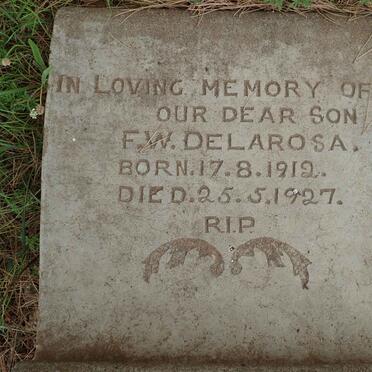 IN LOVING MEMORY OF
OUR DEAR SON
F.W. DELAROSA.
BORN. 17. 8. 1912.
DIED. 25. 5. 1927.
R.I.P.